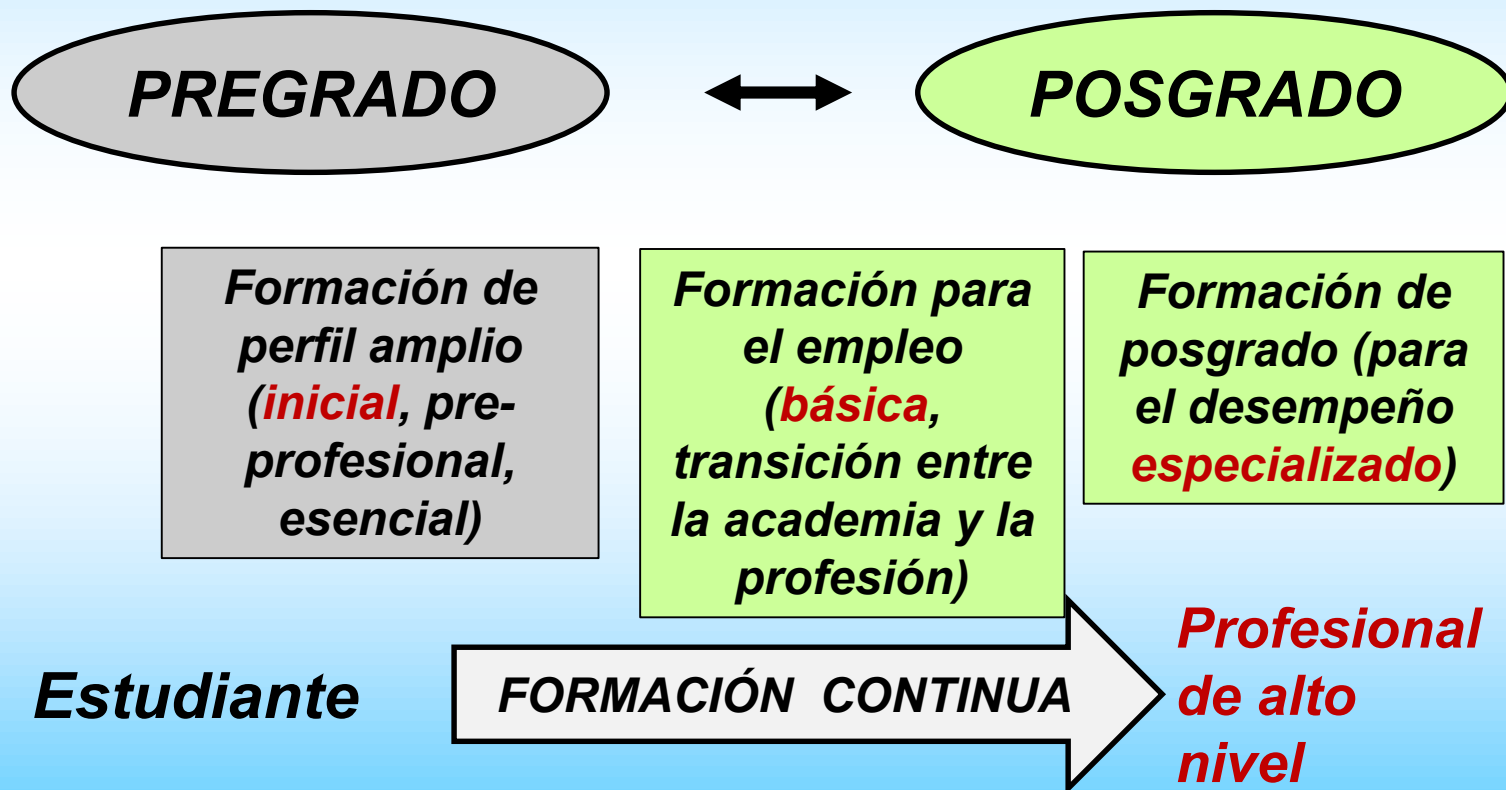 PREGRADO
POSGRADO
Formación de
perfil amplio
(inicial, pre-
profesional,
esencial)
Formación para
el empleo
(básica,
transición entre
la academia y la
profesión)
Formación de
posgrado (para
el desempeño
especializado)
Estudiante
FORMACIÓN CONTINUA
Profesional
de alto
nivel